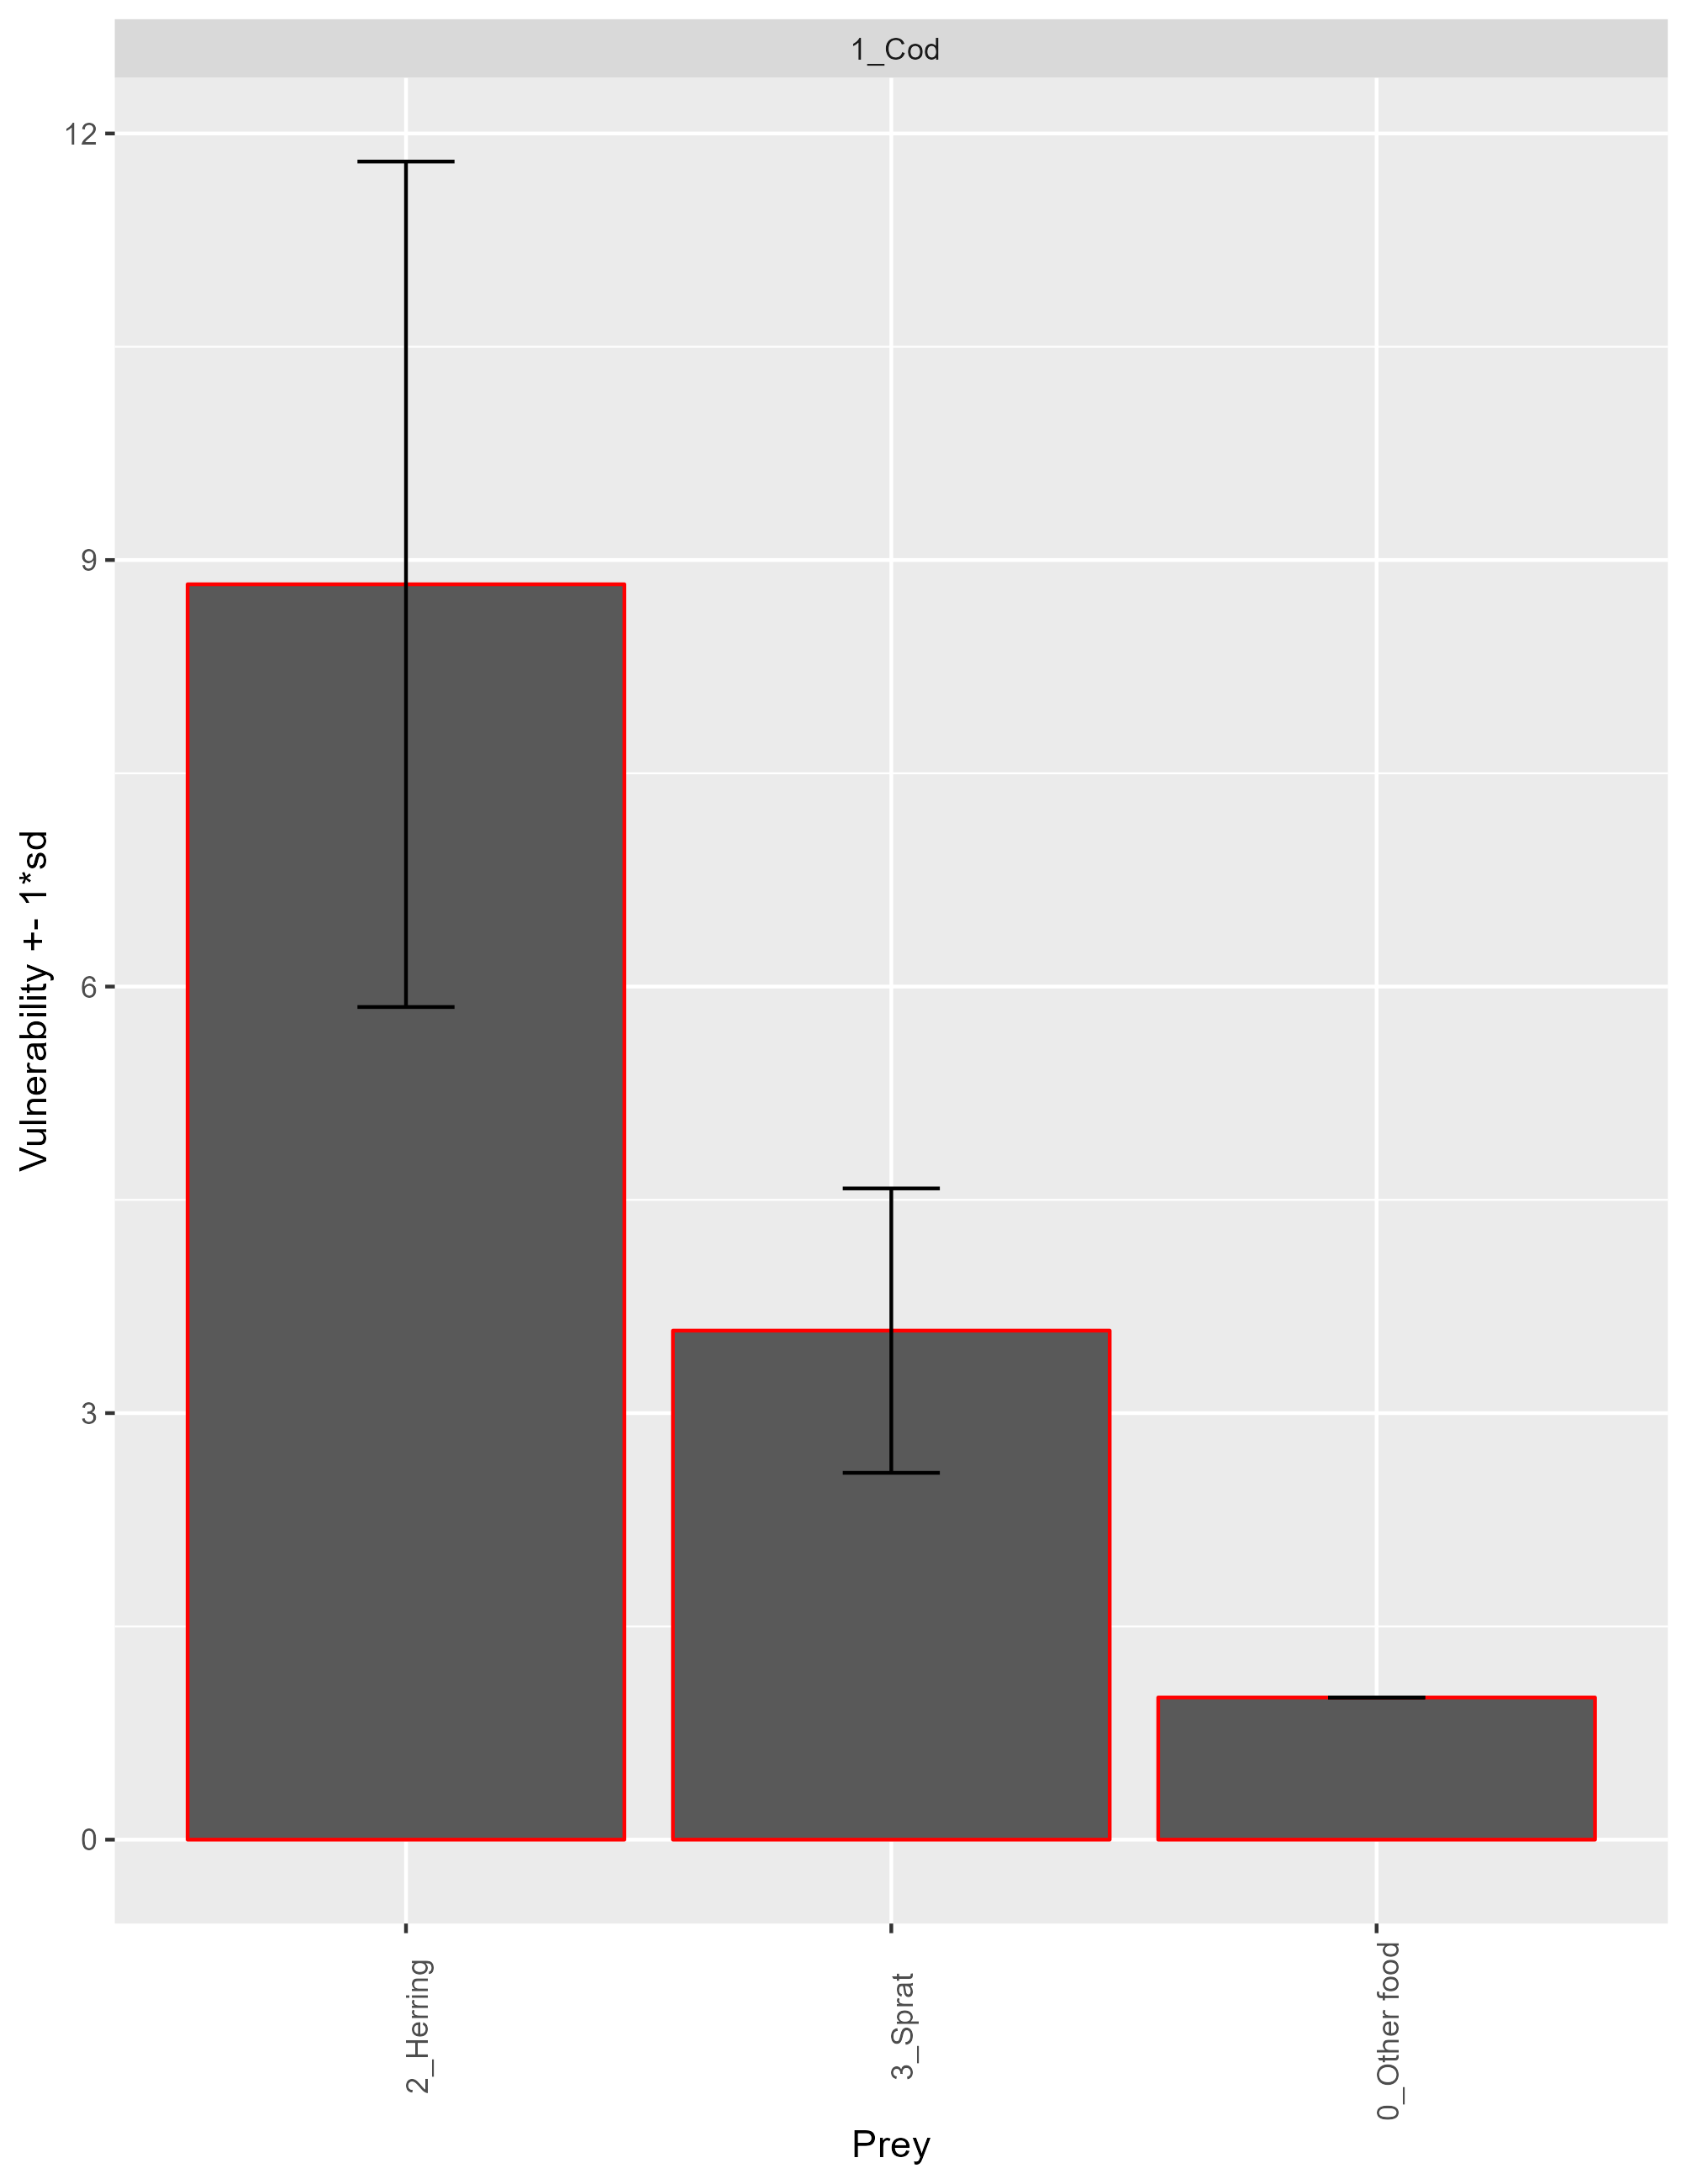 1_Cod
12
9
6
3
0
Vulnerability +- 1*sd
2_Herring
3_Sprat
0_Other food
Prey